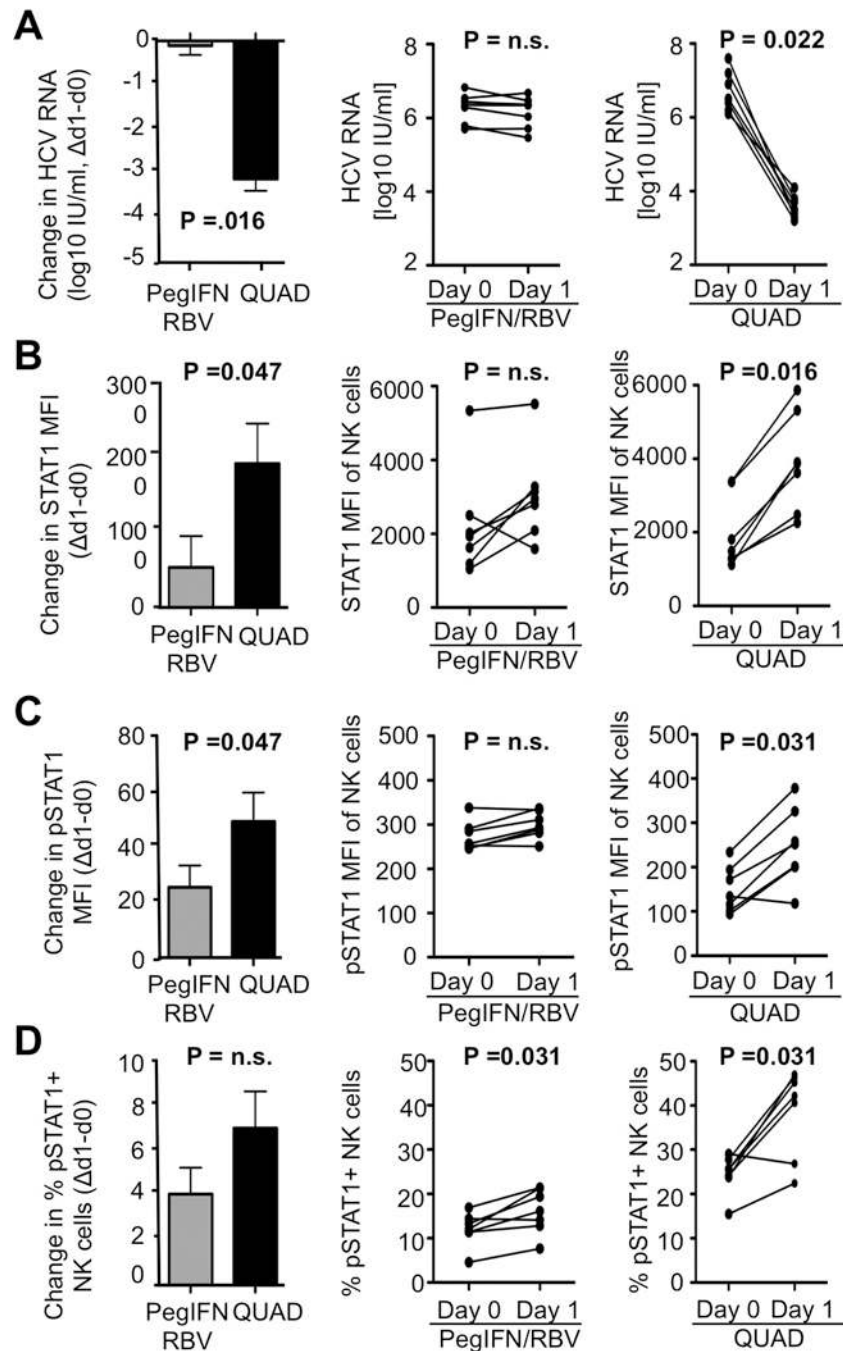 A
Change in HCV RNA
(log10 IU/ml, Δd1-d0)
0
-1
-2
-3
-4
-5
P =.016
PegIFN QUAD
RBV
HCV RNA
[log10 IU/ml]
8
6
4
2
P = n.s.
Day 0 Day 1
PegIFN/RBV
HCV RNA
[log10 IU/ml]
8
6
4
2
P = 0.022
Day 0 Day 1
QUAD
B
Change in STAT1 MFI
(Δd1-d0)
300
0
200
0
100
0
0
P =0.047
PegIFN QUAD
RBV
STAT1 MFI of NK cells
6000
4000
2000
0
P = n.s.
Day 0 Day 1
PegIFN/RBV
STAT1 MFI of NK cells
6000
4000
2000
0
P =0.016
Day 0 Day 1
QUAD
C
Change in pSTAT1
MFI (Δd1-d0)
80
60
40
20
0
P =0.047
PegIFN QUAD
RBV
pSTAT1 MFI of NK cells
500
400
300
200
100
0
P = n.s.
Day 0 Day 1
PegIFN/RBV
pSTAT1 MFI of NK cells
500
400
300
200
100
0
P =0.031
Day 0 Day 1
QUAD
D
Change in % pSTAT1+
NK cells (Δd1-d0)
10
8
6
4
2
0
P = n.s.
PegIFN QUAD
RBV
% pSTAT1+ NK cells
50
40
30
20
10
0
P =0.031
Day 0 Day 1
PegIFN/RBV
% pSTAT1+ NK cells
50
40
30
20
10
0
P =0.031
Day 0 Day 1
QUAD